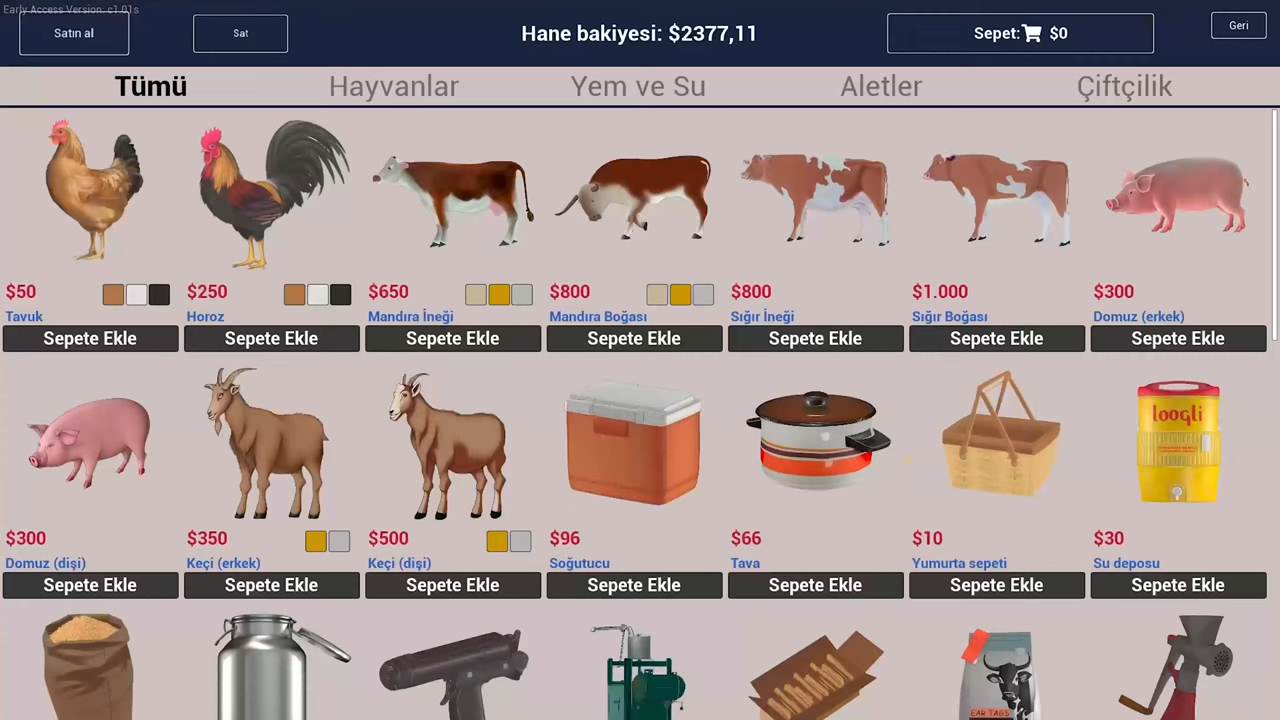 Early Access Version: c1.01s
Satın al
Sat
Hane bakiyesi: $2377,11
Sepet: $0
Geri
Tümü
Hayvanlar
Yem ve Su
Aletler
Çiftçilik
$50
$250
$650
$800
$800
$1.000
$300
Tavuk
Horoz
Mandıra İneği
Mandıra Boğası
Sığır İneği
Sığır Boğası
Domuz (erkek)
Sepete Ekle
Sepete Ekle
Sepete Ekle
Sepete Ekle
Sepete Ekle
Sepete Ekle
Sepete Ekle
looqli
$300
$350
$500
$96
$66
$10
$30
Domuz (dişi)
Keçi (erkek)
Keçi (dişi)
Soğutucu
Tava
Yumurta sepeti
Su deposu
Sepete Ekle
Sepete Ekle
Sepete Ekle
Sepete Ekle
Sepete Ekle
Sepete Ekle
Sepete Ekle
EAR TAGS